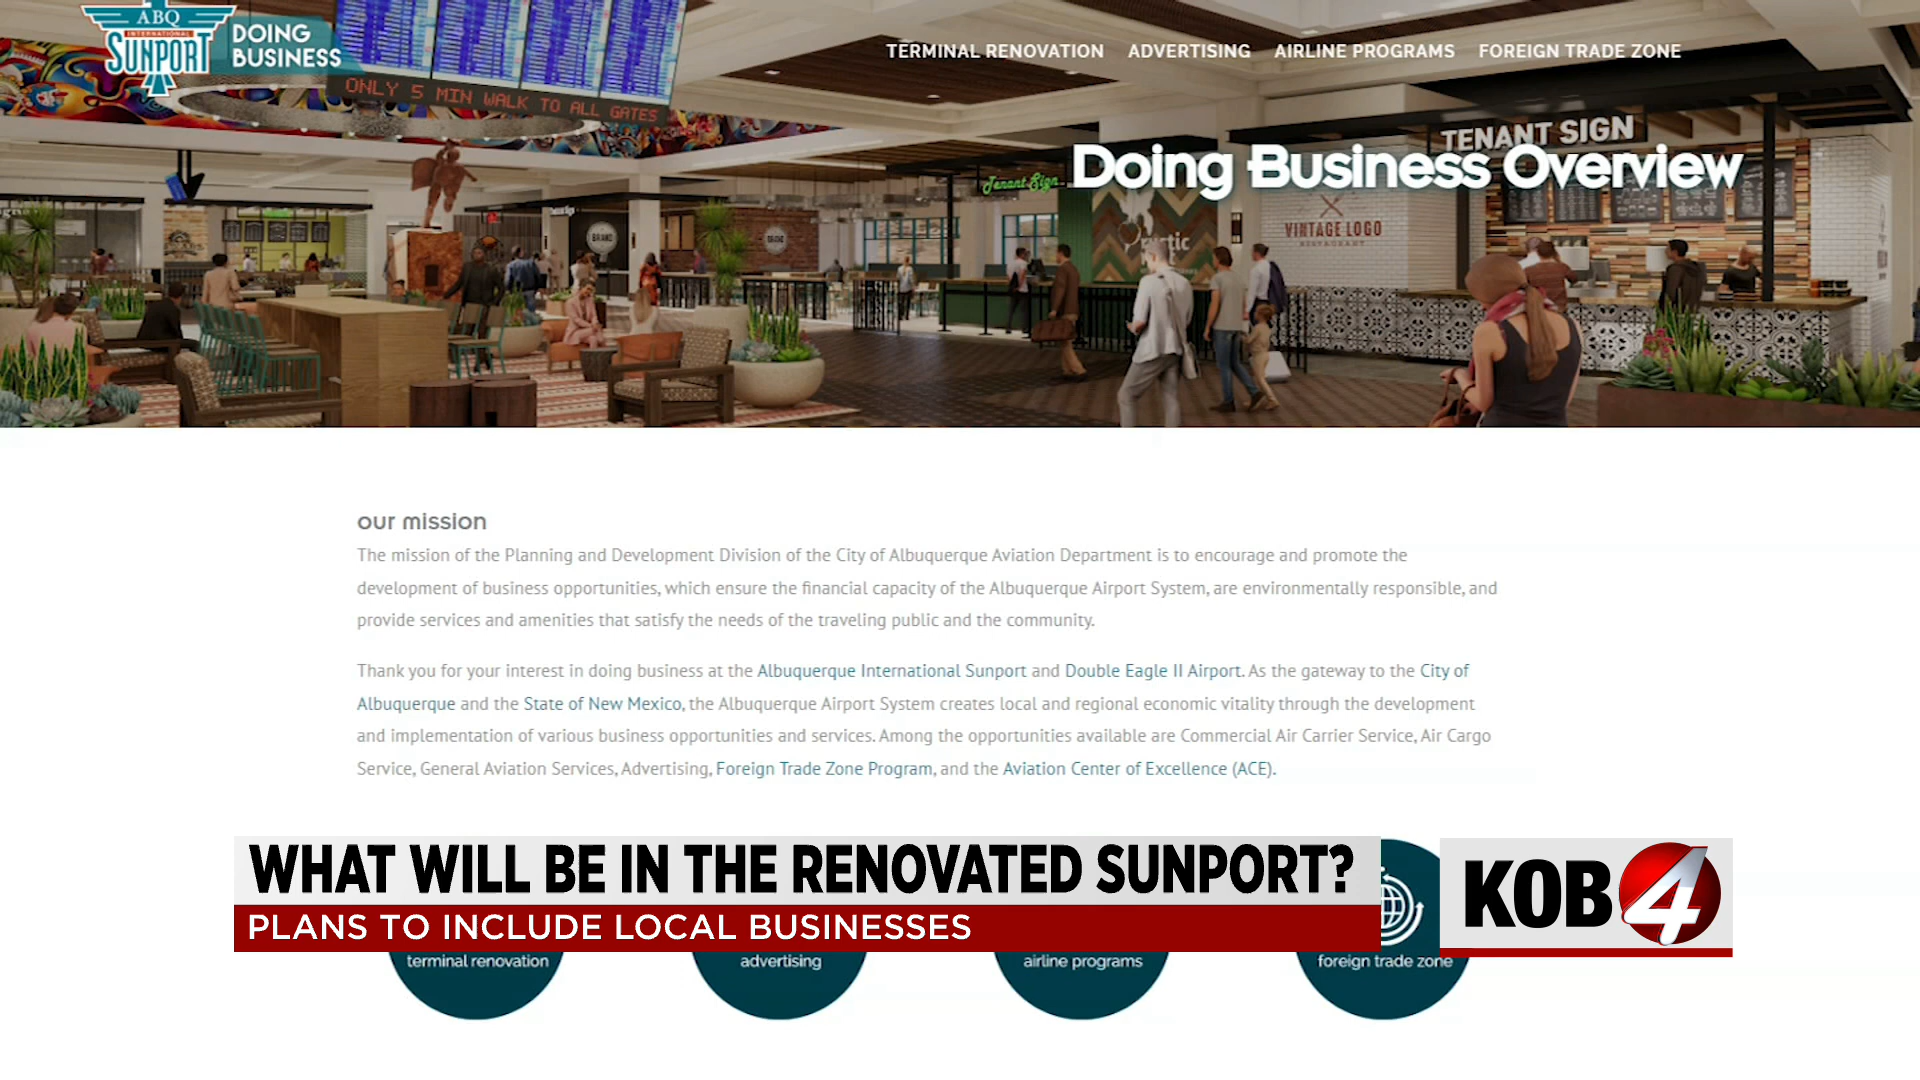 ABQ
INTERNATIONAL
SUNPORT
DOING
BUSINESS
TERMINAL RENOVATION
ADVERTISING
AIRLINE PROGRAMS
FOREIGN TRADE ZONE
ONLY 5 MIN WALK TO ALL GATES
TENANT SIGN
Doing Business Overview
Tenant Sign
BRAND
BRAND
VINTAGE LOGO
RESTAURANT
our mission
The mission of the Planning and Development Division of the City of Albuquerque Aviation Department is to encourage and promote the
development of business opportunities, which ensure the financial capacity of the Albuquerque Airport System, are environmentally responsible, and
provide services and amenities that satisfy the needs of the traveling public and the community.
Thank you for your interest in doing business at the Albuquerque International Sunport and Double Eagle II Airport. As the gateway to the City of
Albuquerque and the State of New Mexico, the Albuquerque Airport System creates local and regional economic vitality through the development
and implementation of various business opportunities and services. Among the opportunities available are Commercial Air Carrier Service, Air Cargo
Service, General Aviation Services, Advertising, Foreign Trade Zone Program, and the Aviation Center of Excellence (ACE).
WHAT WILL BE IN THE RENOVATED SUNPORT?
PLANS TO INCLUDE LOCAL BUSINESSES
KOB 4
terminal renovation
advertising
airline programs
foreign trade zone